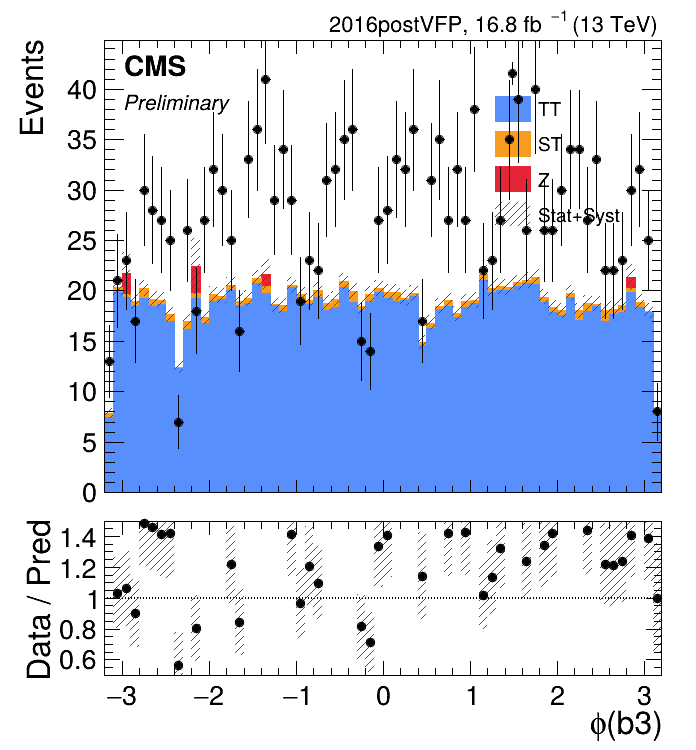 2016postVFP, 16.8 fb⁻¹ (13 TeV)
CMS
Preliminary
Events
40
35
30
25
20
15
10
5
0
TT
ST
Z
Stat+Syst
Data / Pred
1.4
1.2
1
0.8
0.6
−3 −2 −1 0 1 2 3
ϕ(b3)